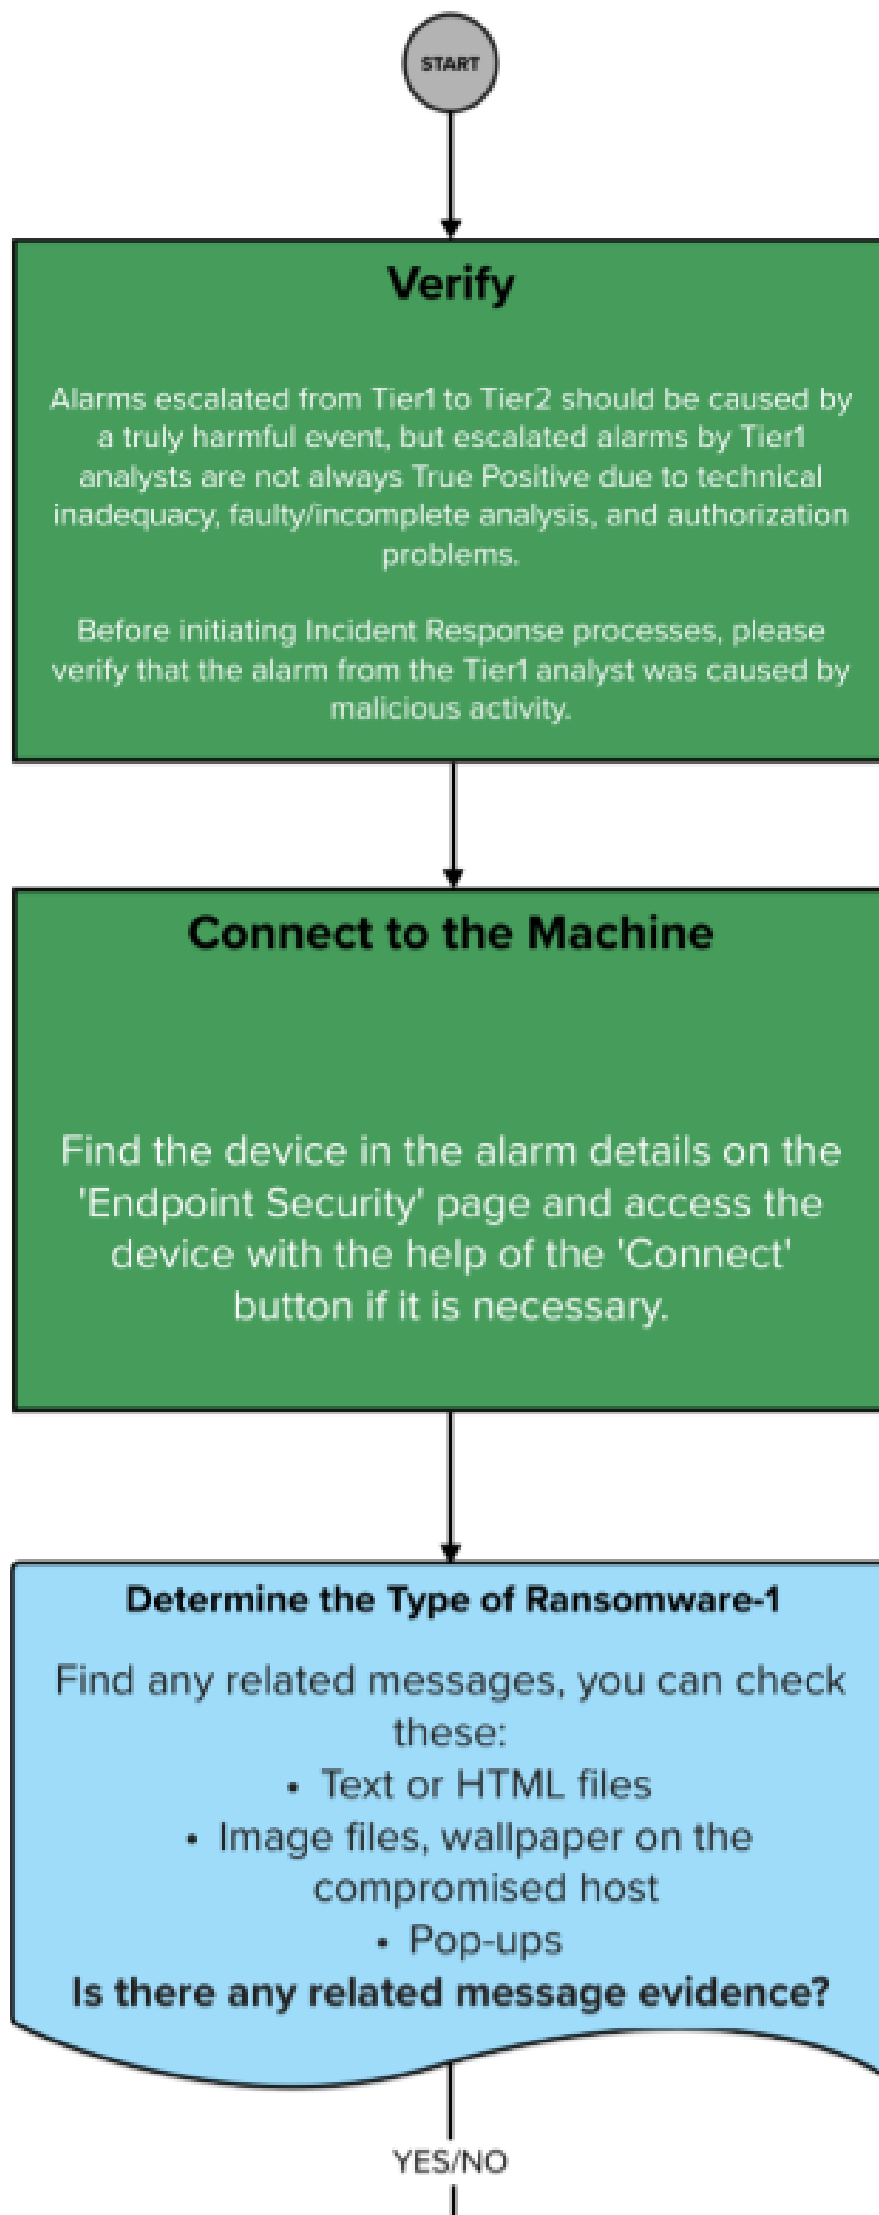 START
Verify
Alarms escalated from Tier1 to Tier2 should be caused by
a truly harmful event, but escalated alarms by Tier1
analysts are not always True Positive due to technical
inadequacy, faulty/incomplete analysis, and authorization
problems.
Before initiating Incident Response processes, please
verify that the alarm from the Tier1 analyst was caused by
malicious activity.
Connect to the Machine
Find the device in the alarm details on the
'Endpoint Security' page and access the
device with the help of the 'Connect'
button if it is necessary.
Determine the Type of Ransomware-1
Find any related messages, you can check
these:
• Text or HTML files
• Image files, wallpaper on the
compromised host
• Pop-ups
Is there any related message evidence?
YES/NO